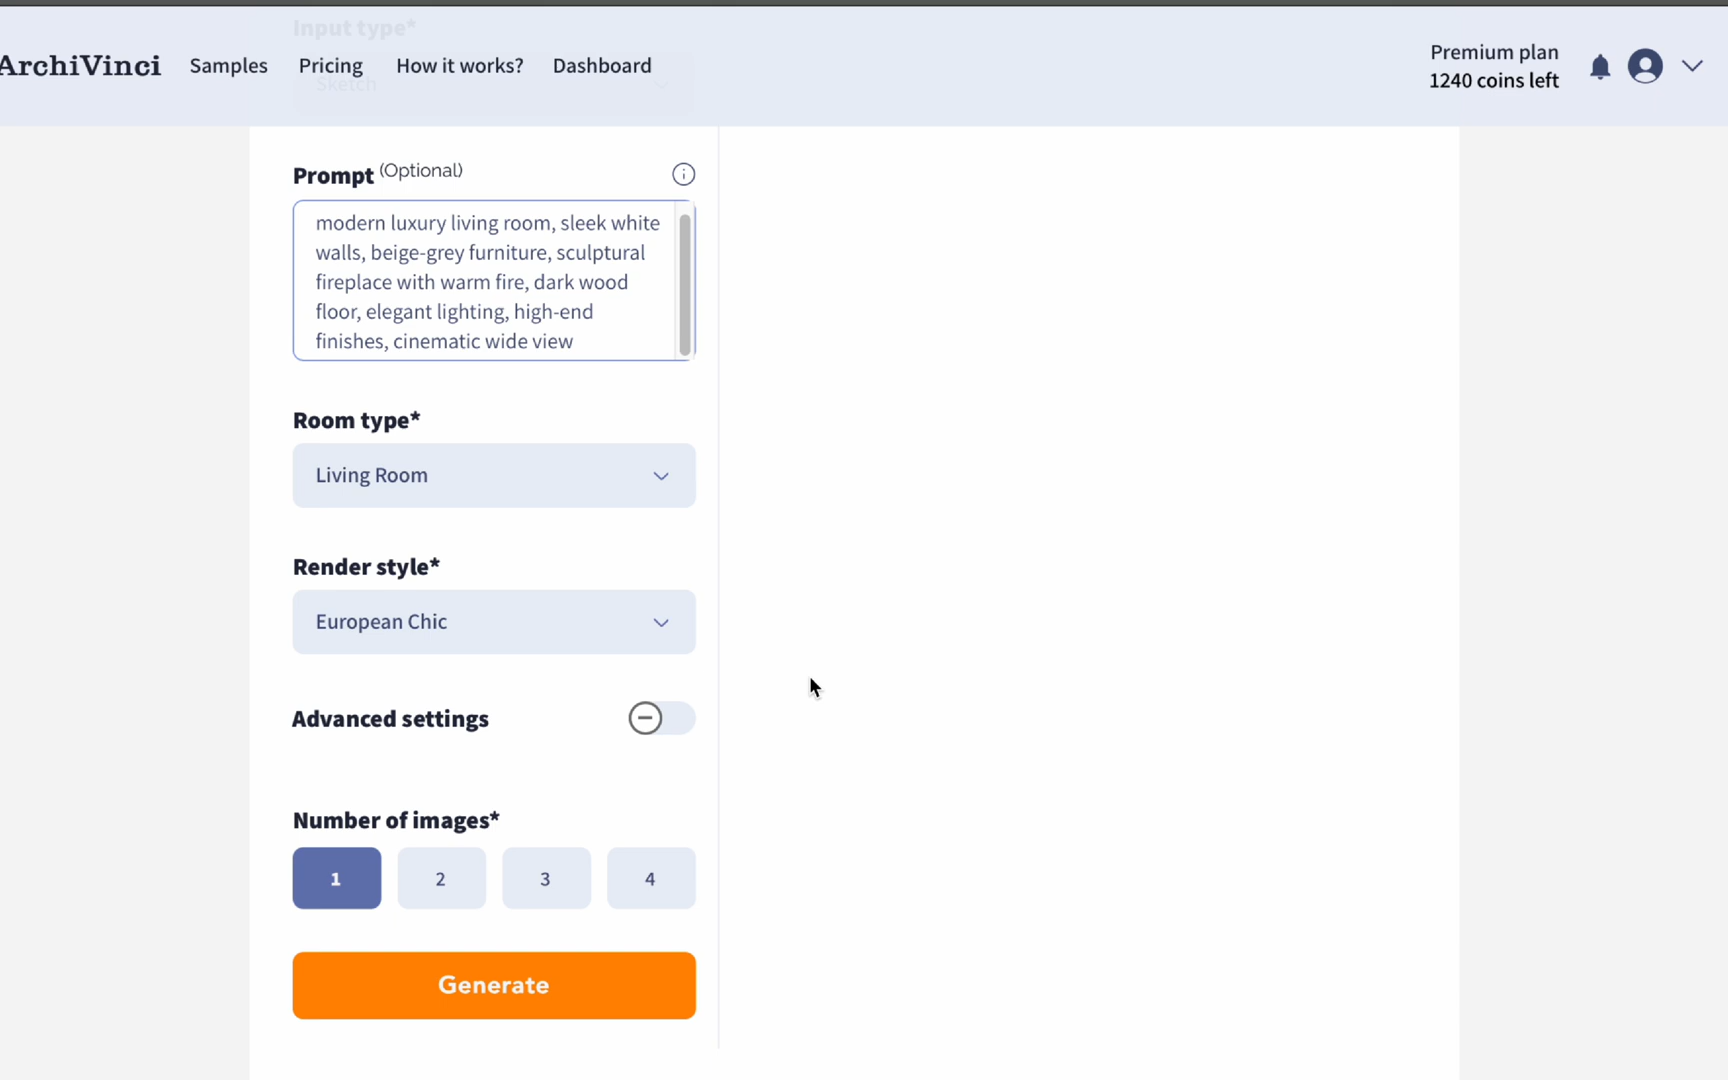 Input type*
ArchiVinci Samples Pricing How it works? Dashboard
Premium plan
1240 coins left
Sketch
Prompt (Optional)
modern luxury living room, sleek white
walls, beige-grey furniture, sculptural
fireplace with warm fire, dark wood
floor, elegant lighting, high-end
finishes, cinematic wide view
Room type*
Living Room
Render style*
European Chic
Advanced settings
Number of images*
1 2 3 4
Generate